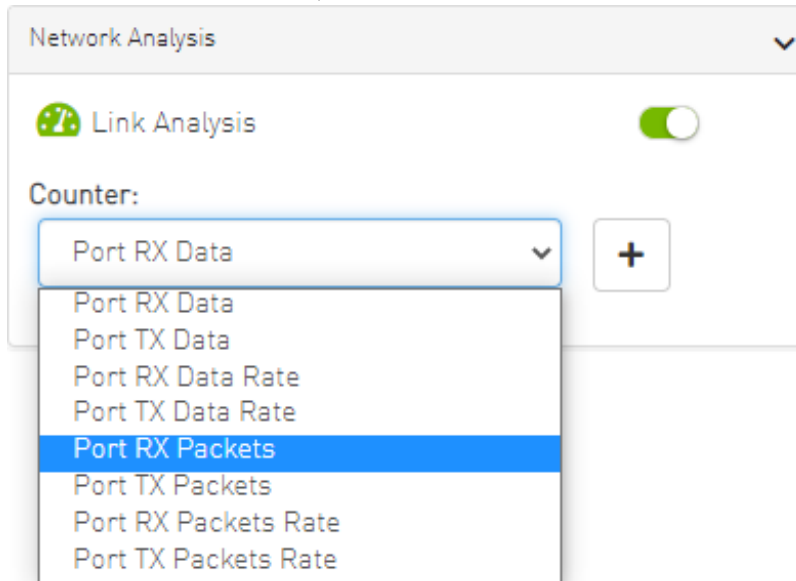 Network Analysis
Link Analysis
Counter:
Port RX Data
+
Port RX Data
Port TX Data
Port RX Data Rate
Port TX Data Rate
Port RX Packets
Port TX Packets
Port RX Packets Rate
Port TX Packets Rate